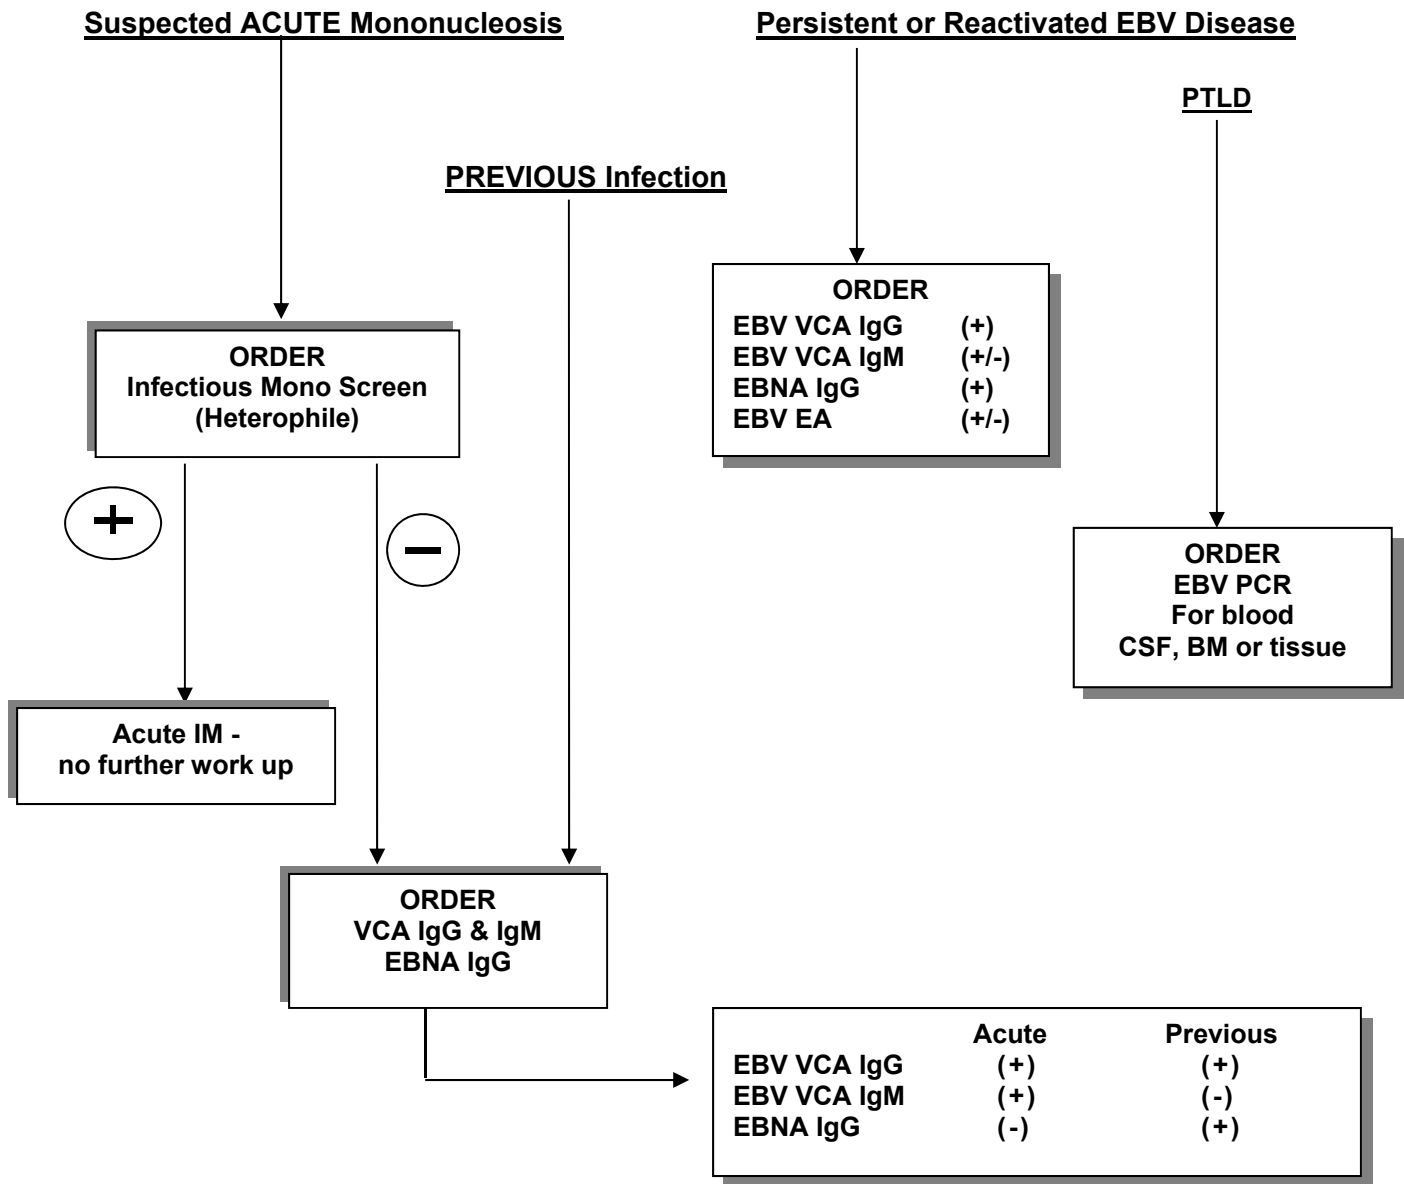 Suspected ACUTE Mononucleosis
Persistent or Reactivated EBV Disease
PTLD
PREVIOUS Infection
ORDER
EBV VCA IgG (+)
EBV VCA IgM (+/-)
EBNA IgG (+)
EBV EA (+/-)
ORDER
Infectious Mono Screen
(Heterophile)
+
−
ORDER
EBV PCR
For blood
CSF, BM or tissue
Acute IM -
no further work up
ORDER
VCA IgG & IgM
EBNA IgG
Acute Previous
EBV VCA IgG (+) (+)
EBV VCA IgM (+) (-)
EBNA IgG (-) (+)